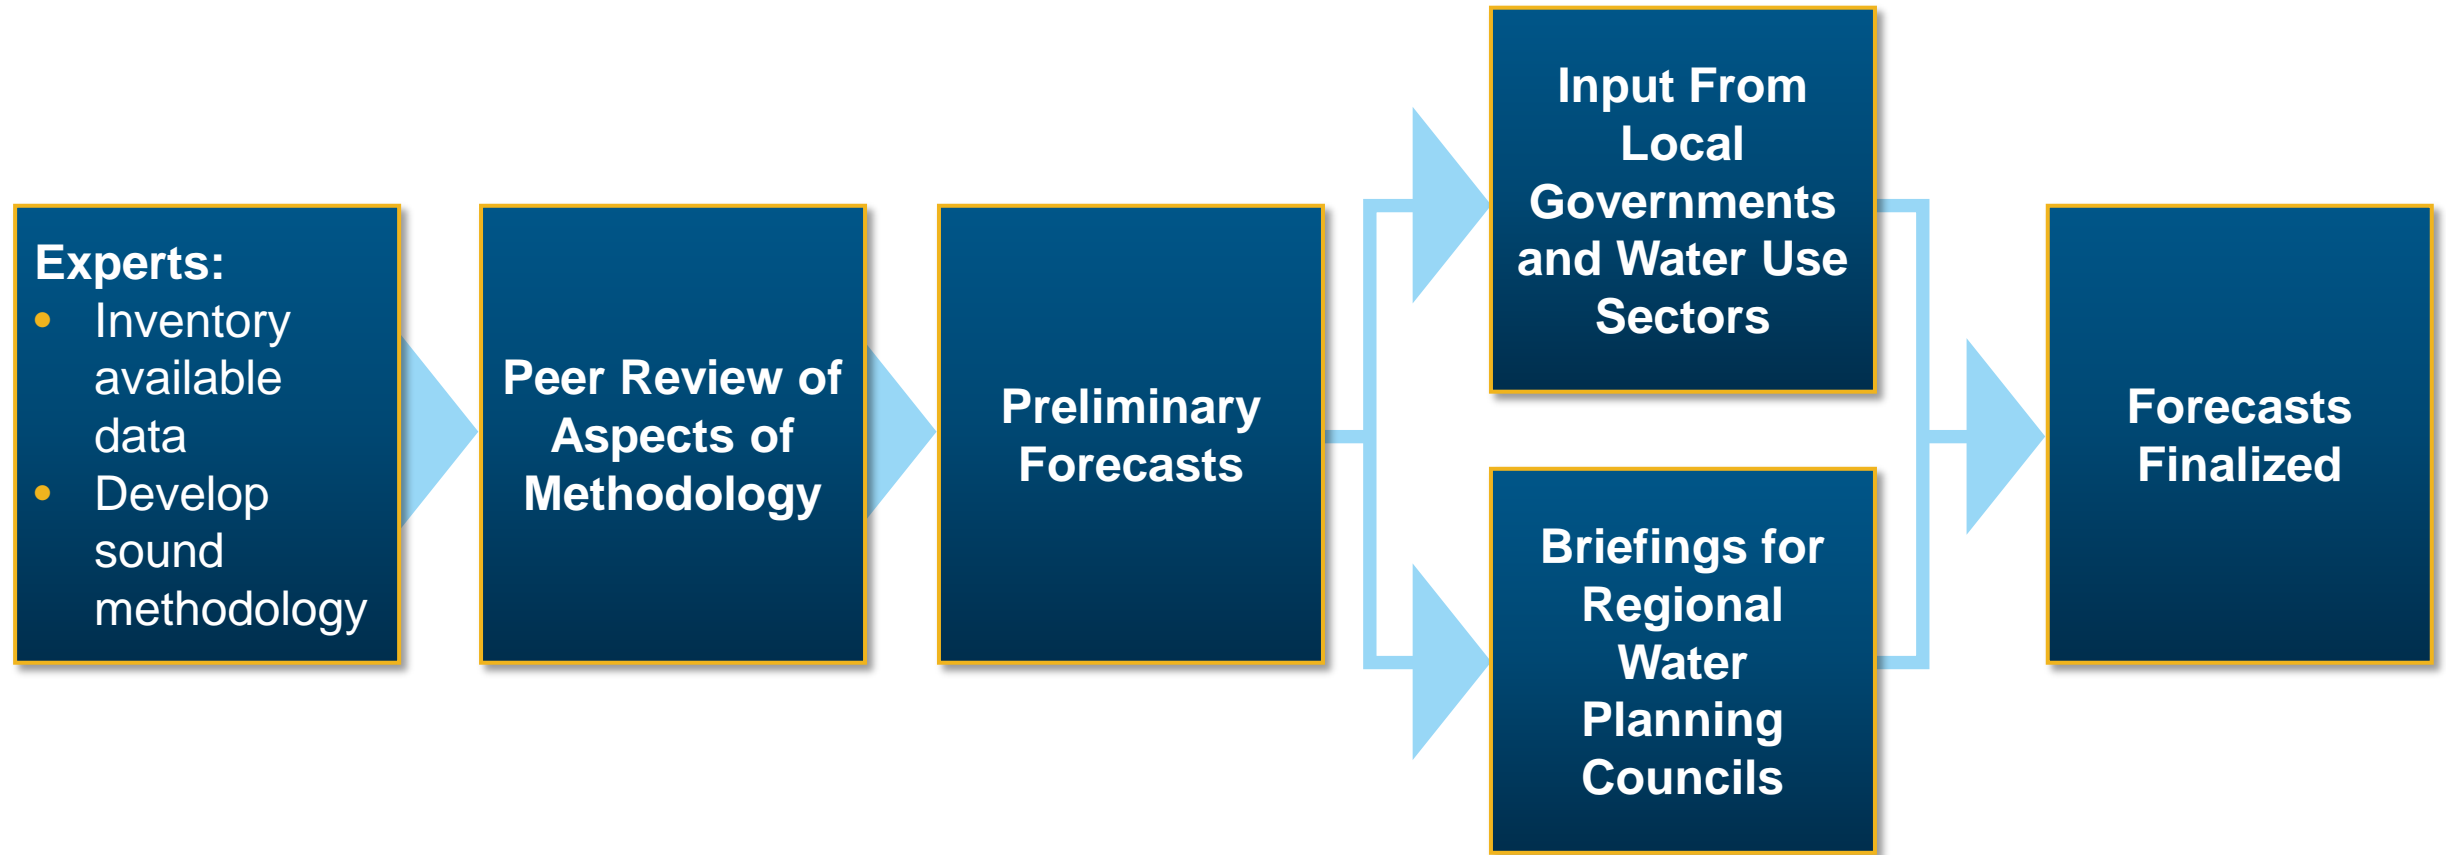 Experts:
• Inventory
available
data
• Develop
sound
methodology
Peer Review of
Aspects of
Methodology
Preliminary
Forecasts
Input From
Local
Governments
and Water Use
Sectors
Briefings for
Regional
Water
Planning
Councils
Forecasts
Finalized